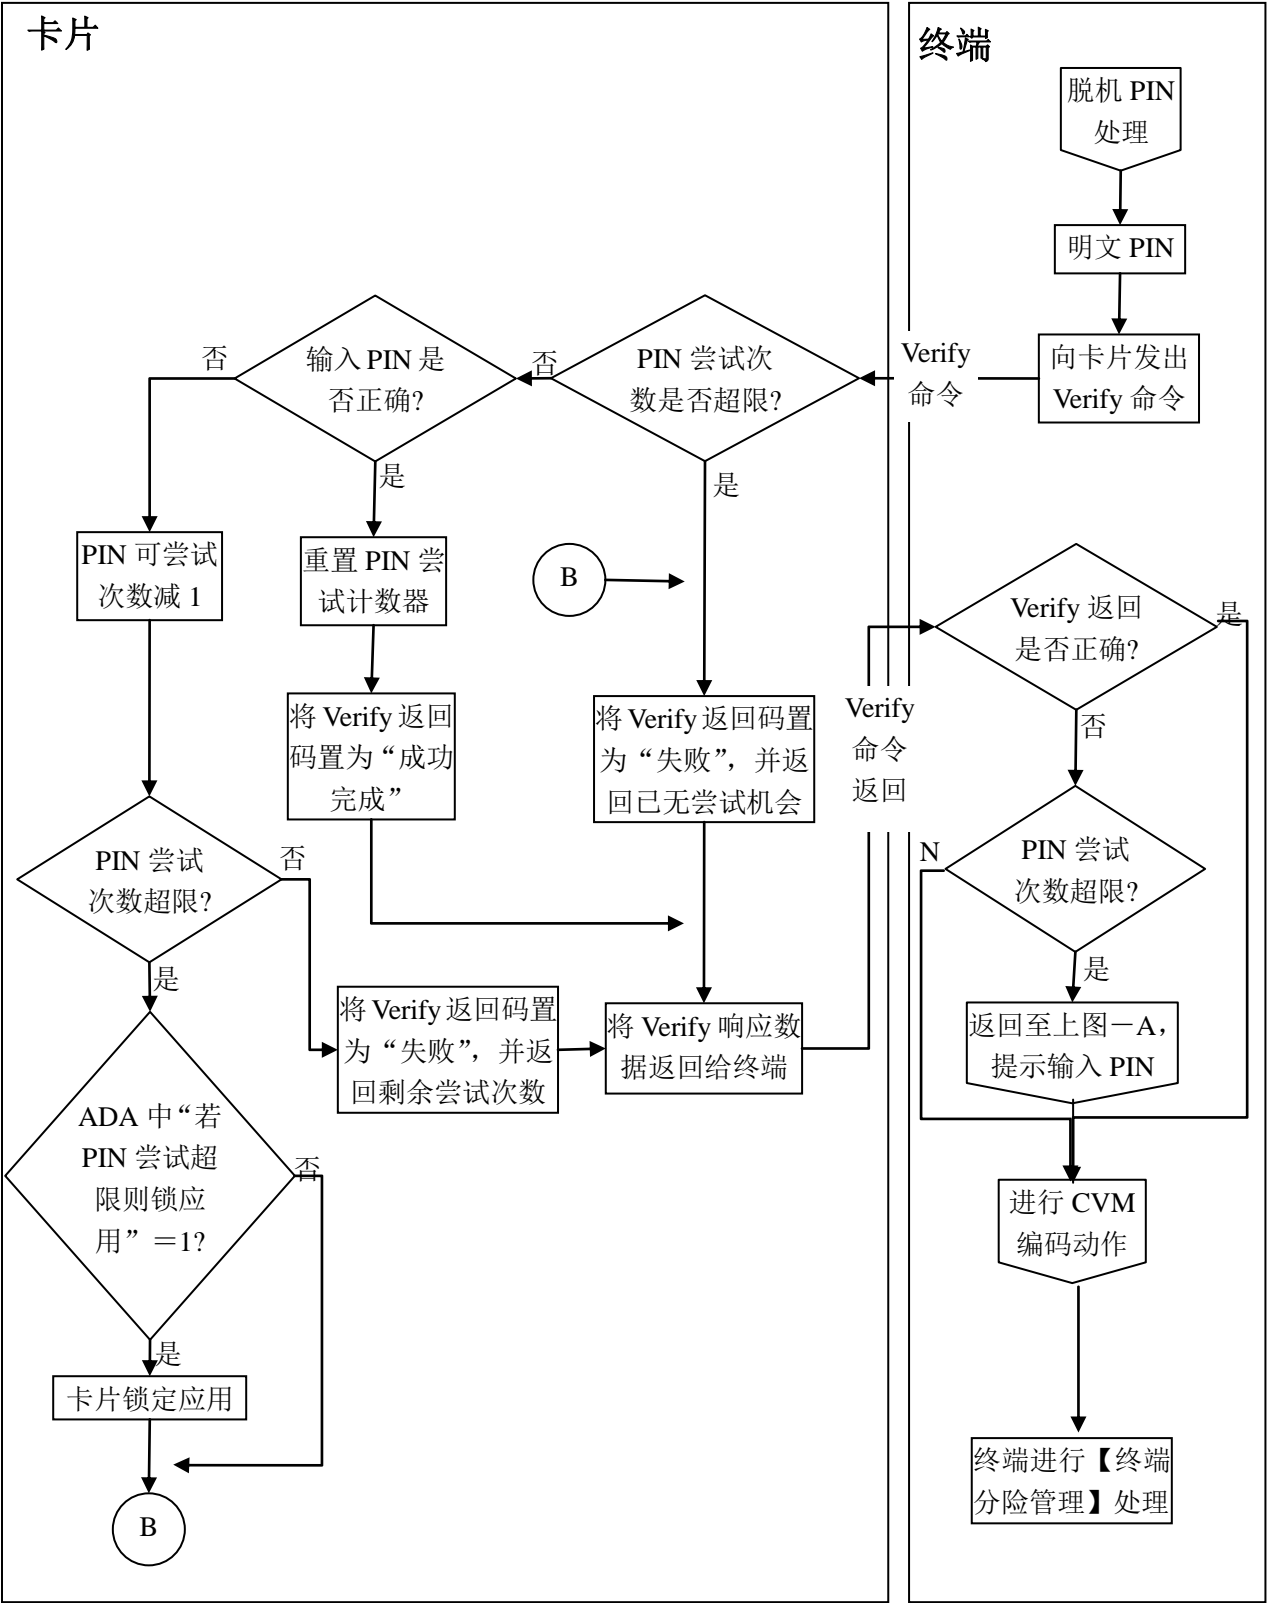 卡片
终端
脱机 PIN
处理
明文 PIN
向卡片发出
Verify 命令
Verify
命令
PIN 尝试次
数是否超限?
否
是
输入 PIN 是
否正确?
否
是
PIN 可尝试
次数减 1
重置 PIN 尝
试计数器
B
将 Verify 返回
码置为“成功
完成”
将 Verify 返回码置
为“失败”，并返
回已无尝试机会
Verify
命令
返回
Verify 返回
是否正确?
是
否
PIN 尝试
次数超限?
否
是
PIN 尝试
次数超限?
N
是
将 Verify 返回码置
为“失败”，并返
回剩余尝试次数
将 Verify 响应数
据返回给终端
返回至上图－A，
提示输入 PIN
ADA 中“若
PIN 尝试超
限则锁应
用”＝1?
否
是
进行 CVM
编码动作
卡片锁定应用
B
终端进行【终端
分险管理】处理